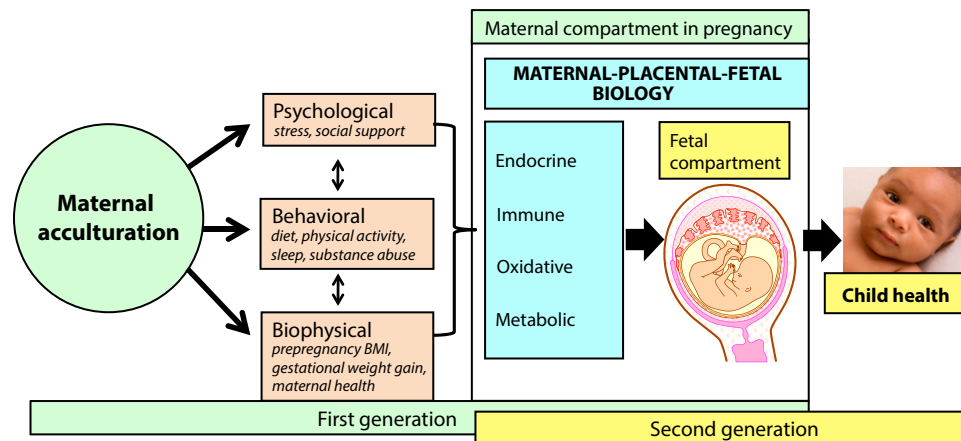 Maternal compartment in pregnancy
MATERNAL-PLACENTAL-FETAL
BIOLOGY
Maternal
acculturation
Psychological
stress, social support
Behavioral
diet, physical activity,
sleep, substance abuse
Biophysical
prepregnancy BMI,
gestational weight gain,
maternal health
Endocrine
Immune
Oxidative
Metabolic
Fetal
compartment
Child health
First generation
Second generation